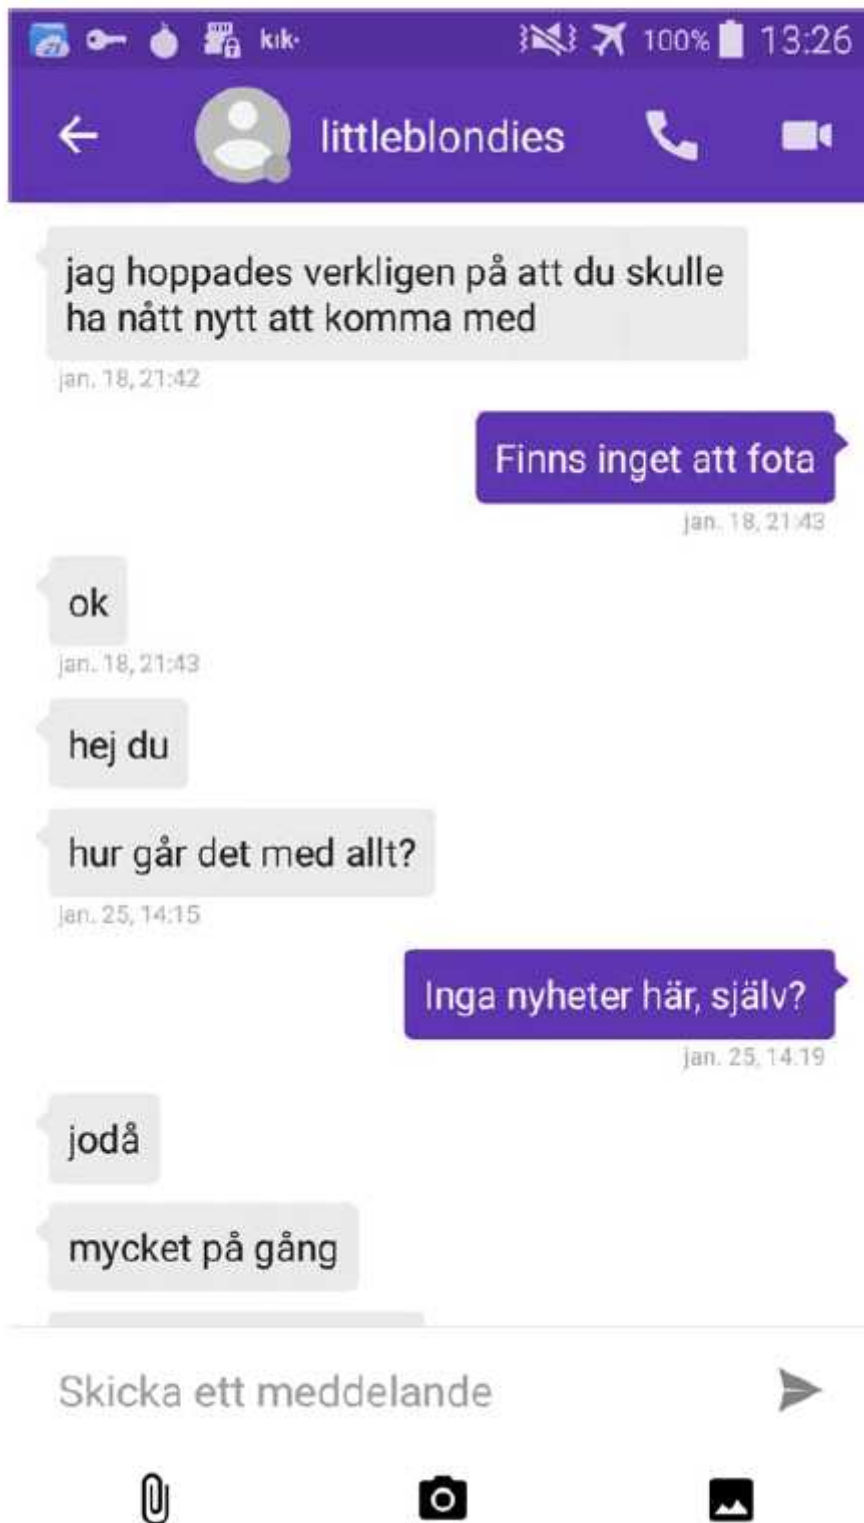 kik·
100%
13:26
littleblondies
jag hoppades verkligen på att du skulle
ha nått nytt att komma med
jan. 18, 21:42
Finns inget att fota
jan. 18, 21:43
ok
jan. 18, 21:43
hej du
hur går det med allt?
jan. 25, 14:15
Inga nyheter här, själv?
jan. 25, 14:19
jodå
mycket på gång
Skicka ett meddelande